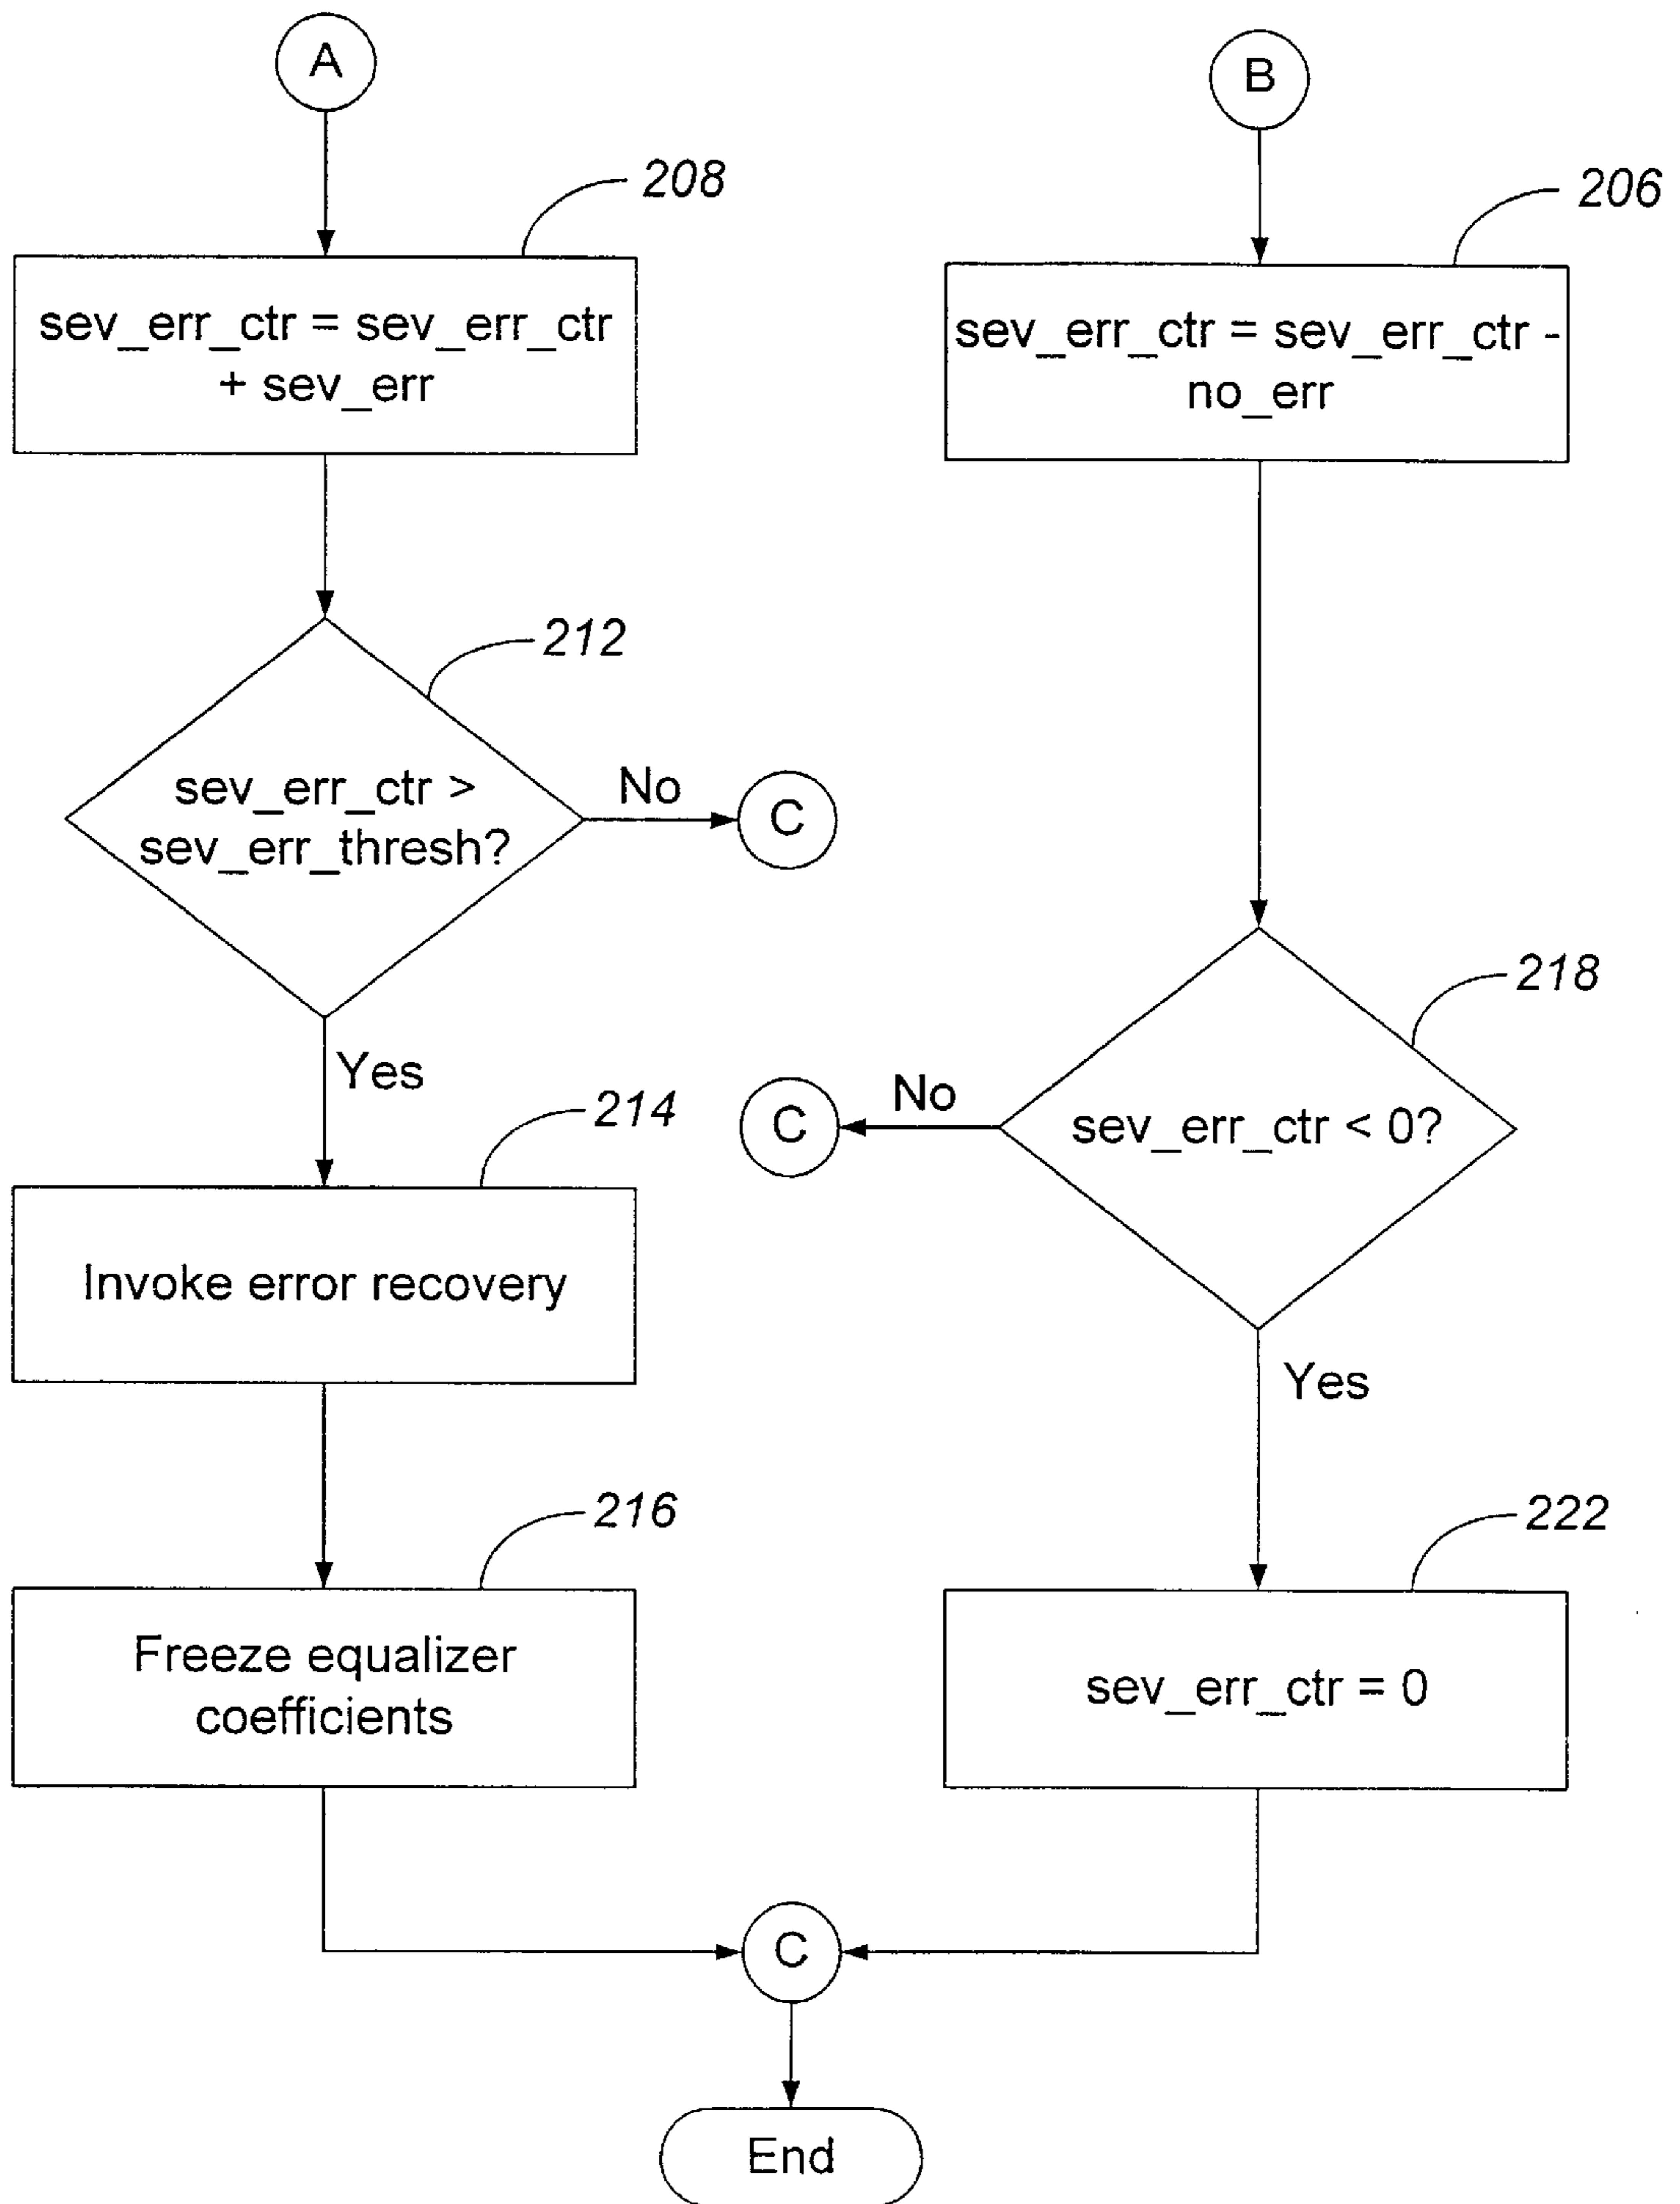 A
B
208
206
sev_err_ctr = sev_err_ctr
+ sev_err
sev_err_ctr = sev_err_ctr -
no_err
212
sev_err_ctr >
sev_err_thresh?
No
C
218
Yes
214
C
No
sev_err_ctr < 0?
Invoke error recovery
Yes
216
222
Freeze equalizer
coefficients
sev_err_ctr = 0
C
End